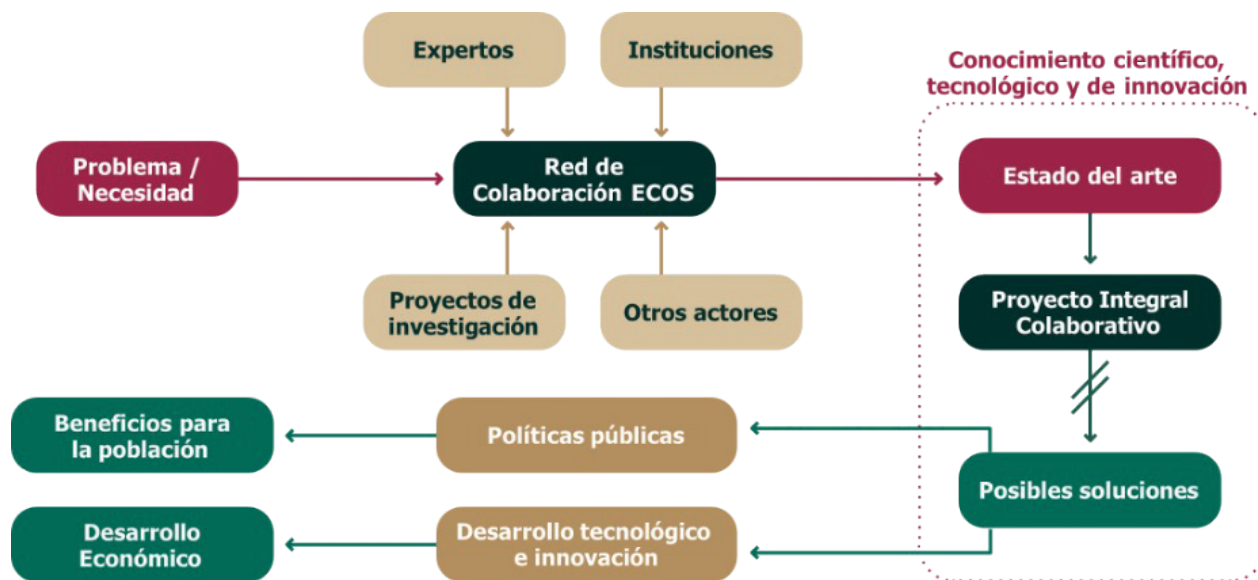 Expertos
Instituciones
Conocimiento científico,
tecnológico y de innovación
Problema /
Necesidad
Red de
Colaboración ECOS
Estado del arte
Proyectos de
investigación
Otros actores
Proyecto Integral
Colaborativo
Beneficios para
la población
Políticas públicas
Posibles soluciones
Desarrollo
Económico
Desarrollo tecnológico
e innovación